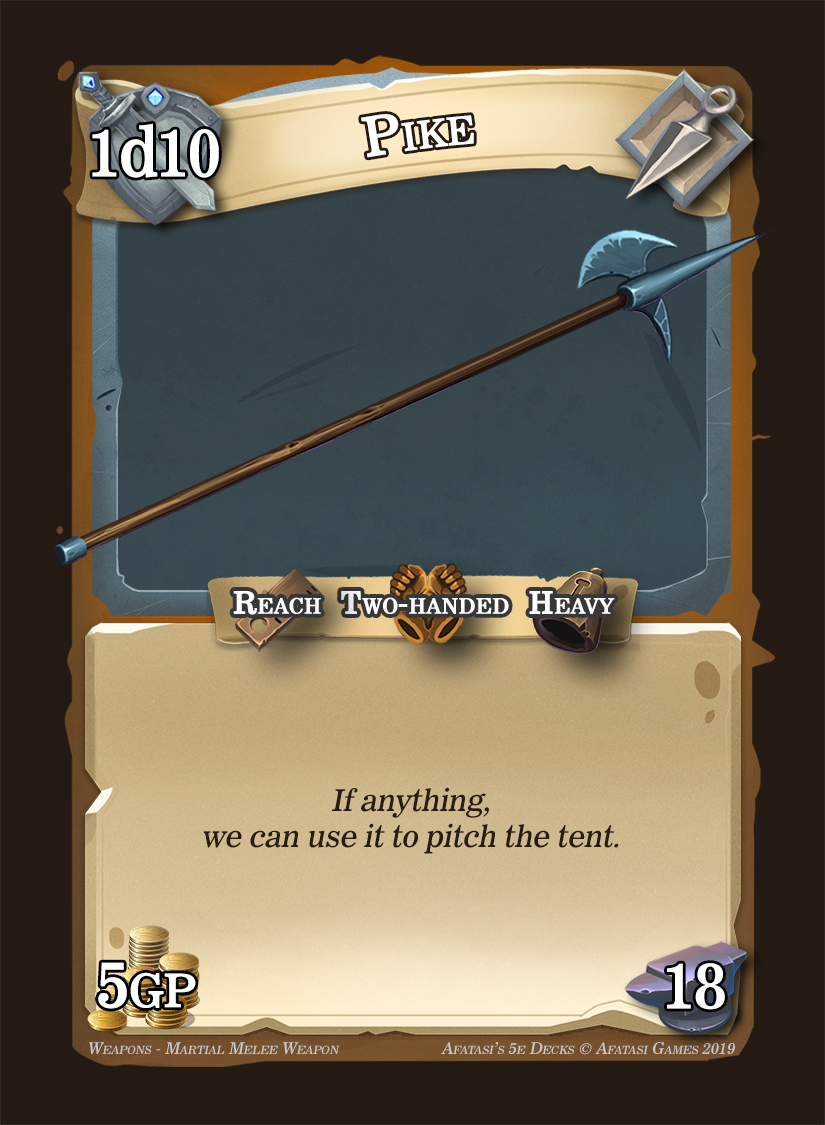 1d10
Pike
Reach Two-handed Heavy
If anything,
we can use it to pitch the tent.
5GP
18
Weapons - Martial Melee Weapon
Afatasi's 5e Decks © Afatasi Games 2019